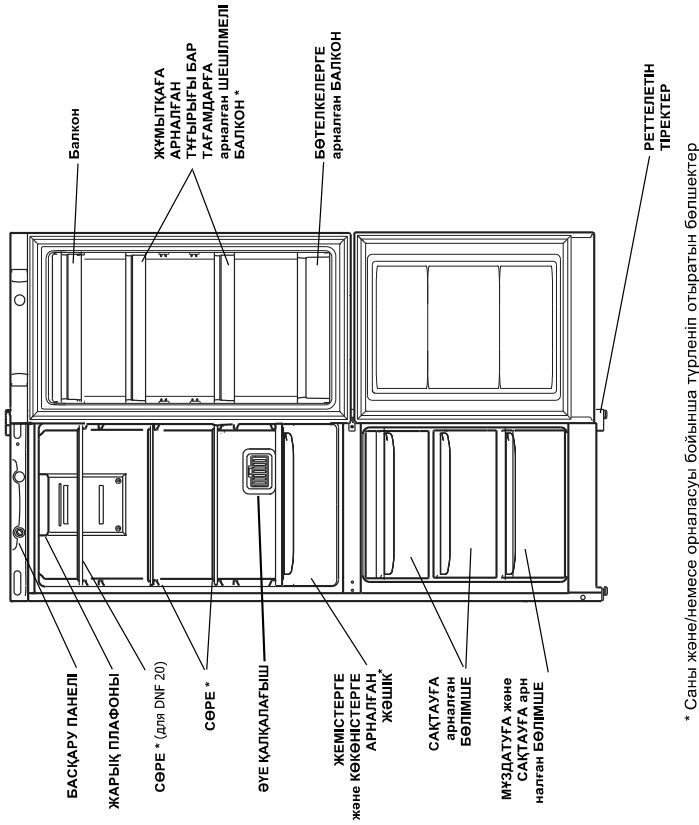 БАСҚАРУ ПАНЕЛІ
ЖАРЫҚ ПЛАФОНЫ
СӨРЕ * (для DNF 20)
СӨРЕ *
ӘУЕ ҚАЛҚАЛАҒЫШ
ЖЕМІСТЕРГЕ
және КӨКӨНІСТЕРГЕ
АРНАЛҒАН
ЖӘШІК*
САҚТАУҒА
арналған
БӨЛІМШЕ
МҰЗДАТУҒА және
САҚТАУҒА арн
налған БӨЛІМШЕ
Балкон
ЖҰМЫТҚАҒА
АРНАЛҒАН
ТҰҒЫРЫҒЫ БАР
ТАҒАМДАРҒА
арналған ШЕШІЛМЕЛІ
БАЛКОН *
БӨТЕЛКЕЛЕРГЕ
арналған БАЛКОН
РЕТТЕЛЕТІН
ТІРЕКТЕР
* Саны және/немесе орналасуы бойынша түрленіп отыратын бөлшектер